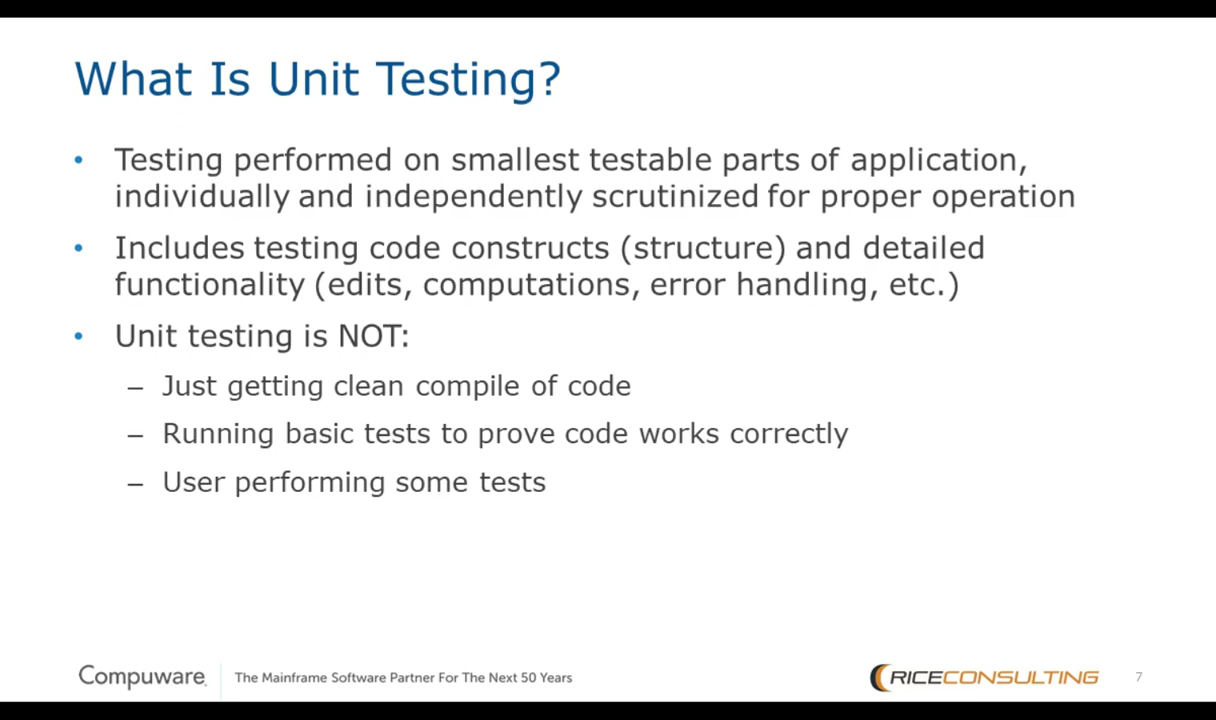 What Is Unit Testing?
• Testing performed on smallest testable parts of application,
individually and independently scrutinized for proper operation
• Includes testing code constructs (structure) and detailed
functionality (edits, computations, error handling, etc.)
• Unit testing is NOT:
– Just getting clean compile of code
– Running basic tests to prove code works correctly
– User performing some tests
Compuware. The Mainframe Software Partner For The Next 50 Years RICECONSULTING 7